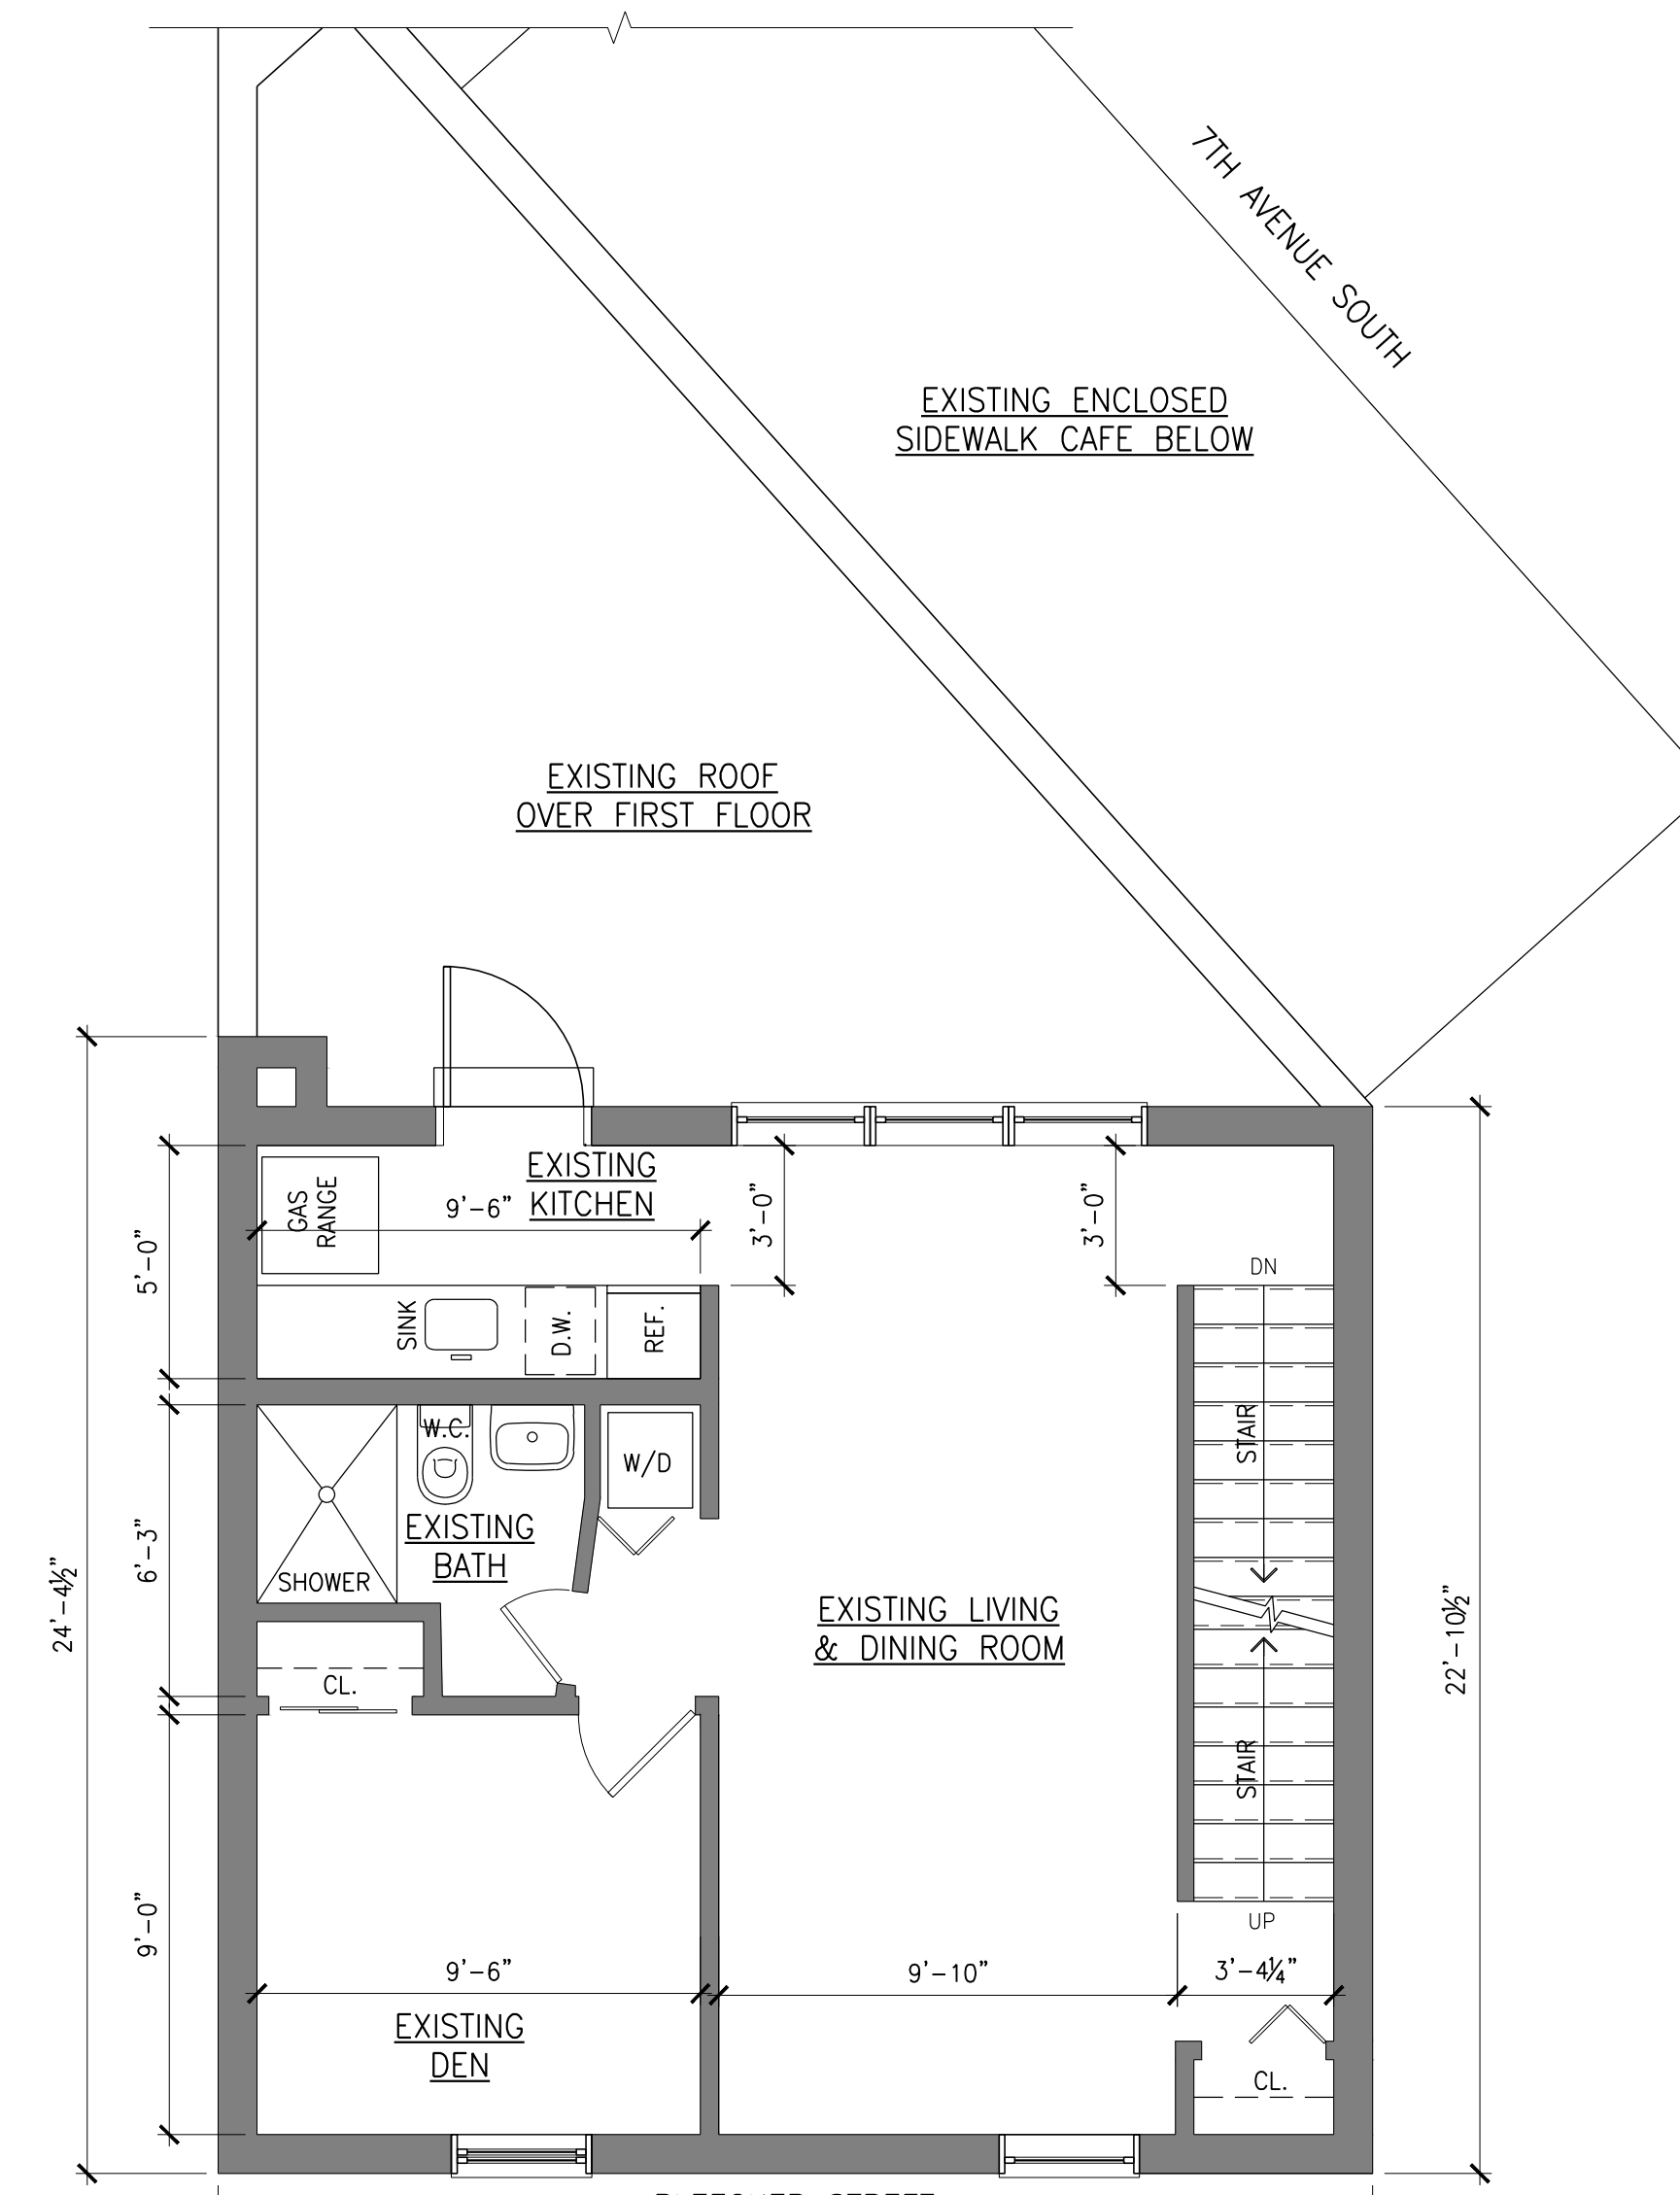 7TH AVENUE SOUTH
EXISTING ENCLOSED
SIDEWALK CAFE BELOW
EXISTING ROOF
OVER FIRST FLOOR
EXISTING
KITCHEN
GAS
RANGE
9'-6"
3'-0"
3'-0"
5'-0"
DN
SINK
D.W.
REF.
STAIR
W.C.
W/D
EXISTING
BATH
SHOWER
6'-3"
24'-4½"
22'-10½"
EXISTING LIVING
& DINING ROOM
CL.
STAIR
9'-0"
UP
9'-6"
9'-10"
3'-4¼"
EXISTING
DEN
CL.